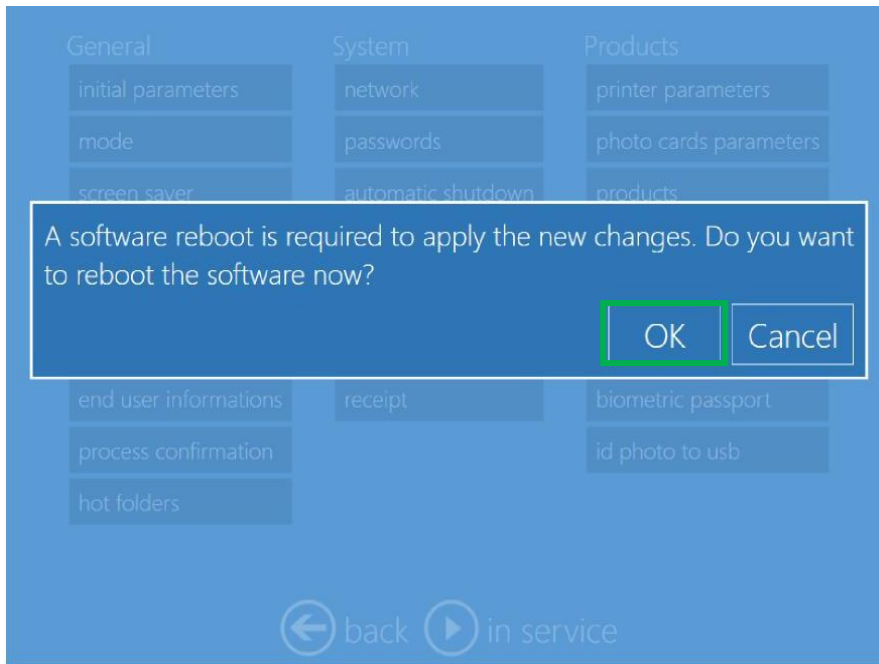 General
System
Products
initial parameters
network
printer parameters
mode
passwords
photo cards parameters
screen saver
automatic shutdown
products
A software reboot is required to apply the new changes. Do you want
to reboot the software now?
OK
Cancel
end user informations
receipt
biometric passport
process confirmation
id photo to usb
hot folders
back
in service